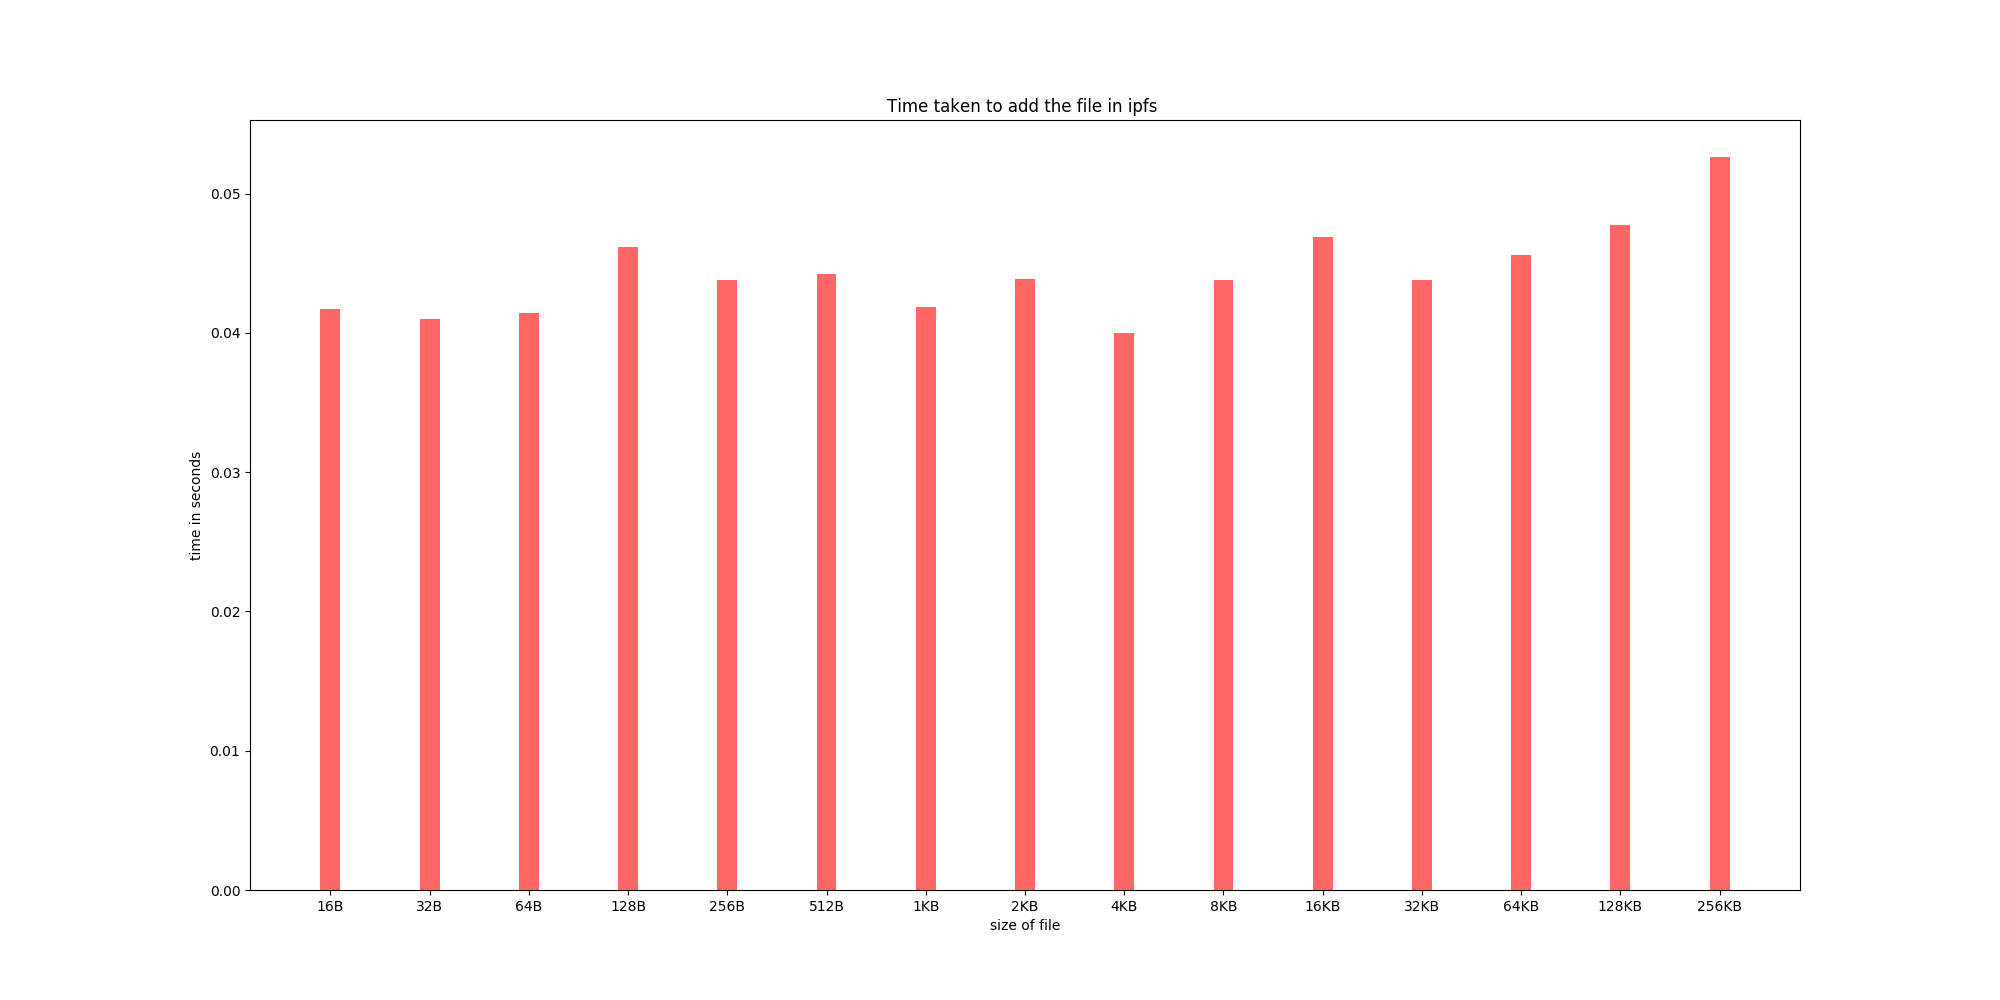 Time taken to add the file in ipfs
0.05
0.04
0.03
0.02
0.01
0.00
time in seconds
16B 32B 64B 128B 256B 512B 1KB 2KB 4KB 8KB 16KB 32KB 64KB 128KB 256KB
size of file